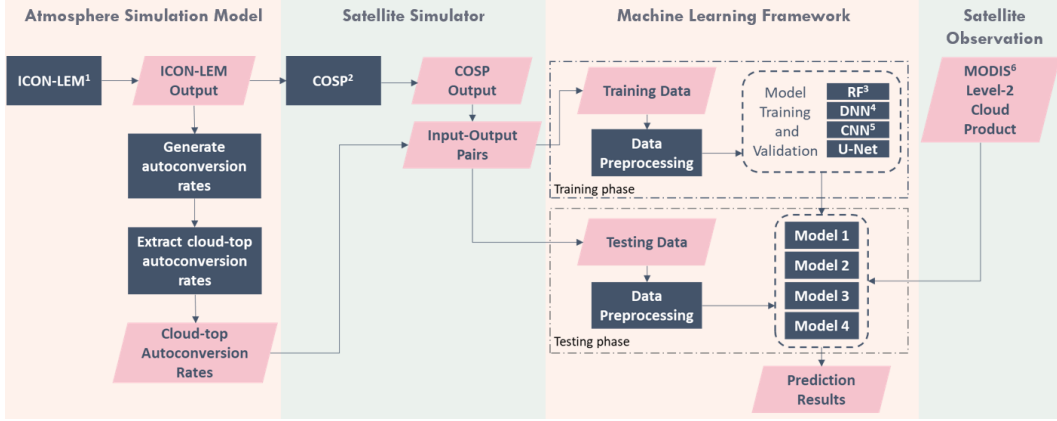 Atmosphere Simulation Model
Satellite Simulator
Machine Learning Framework
Satellite
Observation
ICON-LEM¹
ICON-LEM
Output
COSP²
COSP
Output
Generate
autoconversion
rates
Extract cloud-top
autoconversion
rates
Cloud-top
Autoconversion
Rates
Input-Output
Pairs
Training Data
Data
Preprocessing
Model
Training
and
Validation
RF³
DNN⁴
CNN⁵
U-Net
Training phase
Testing Data
Data
Preprocessing
Testing phase
Model 1
Model 2
Model 3
Model 4
Prediction
Results
MODIS⁶
Level-2
Cloud
Product